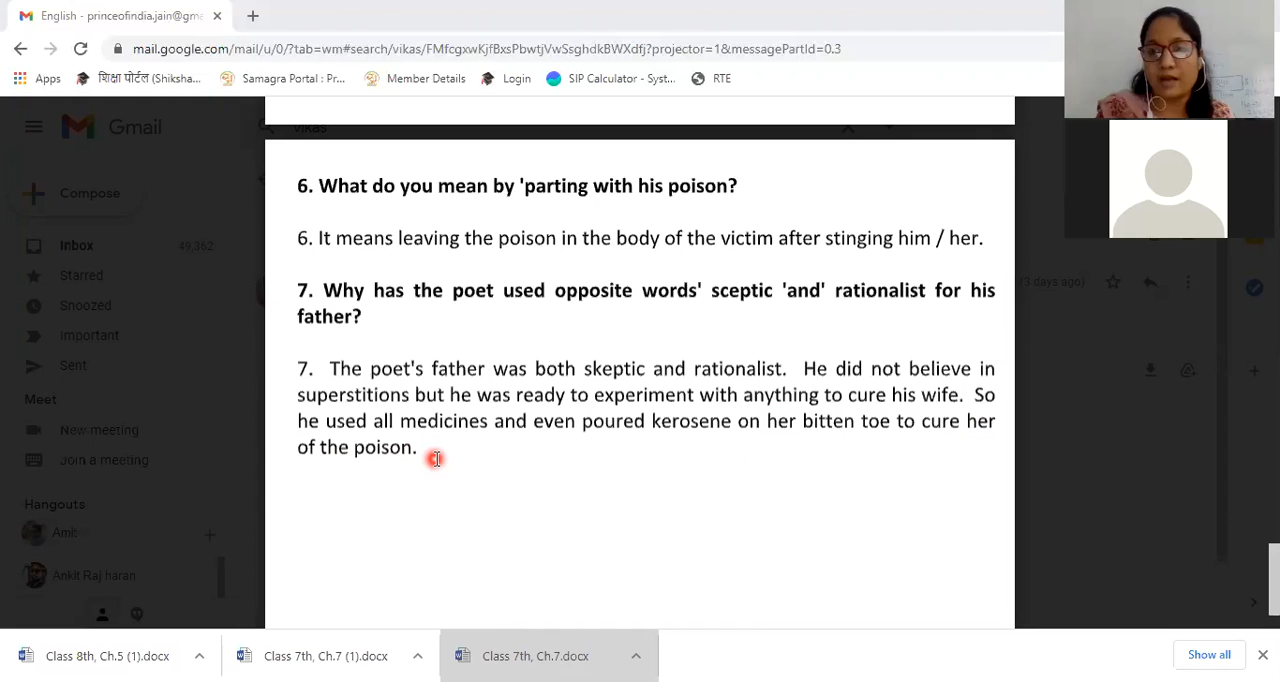 English - princeofindia.jain@gma
mail.google.com/mail/u/0/?tab=wm#search/vikas/FMfcgxwKjfBxsPbwtjVwSsghdkBWXdfj?projector=1&messagePartId=0.3
Apps शिक्षा पोर्टल (Shiksha... Samagra Portal : Pr... Member Details Login SIP Calculator - Syst... RTE
Gmail
vikas
Compose
Inbox 49,362
Starred
Snoozed
Important
Sent
Meet
New meeting
Join a meeting
Hangouts
Amit
Ankit Raj haran
3 days ago)
6. What do you mean by 'parting with his poison?
6. It means leaving the poison in the body of the victim after stinging him / her.
7. Why has the poet used opposite words' sceptic 'and' rationalist for his
father?
7. The poet's father was both skeptic and rationalist. He did not believe in
superstitions but he was ready to experiment with anything to cure his wife. So
he used all medicines and even poured kerosene on her bitten toe to cure her
of the poison.
Class 8th, Ch.5 (1).docx Class 7th, Ch.7 (1).docx Class 7th, Ch.7.docx Show all